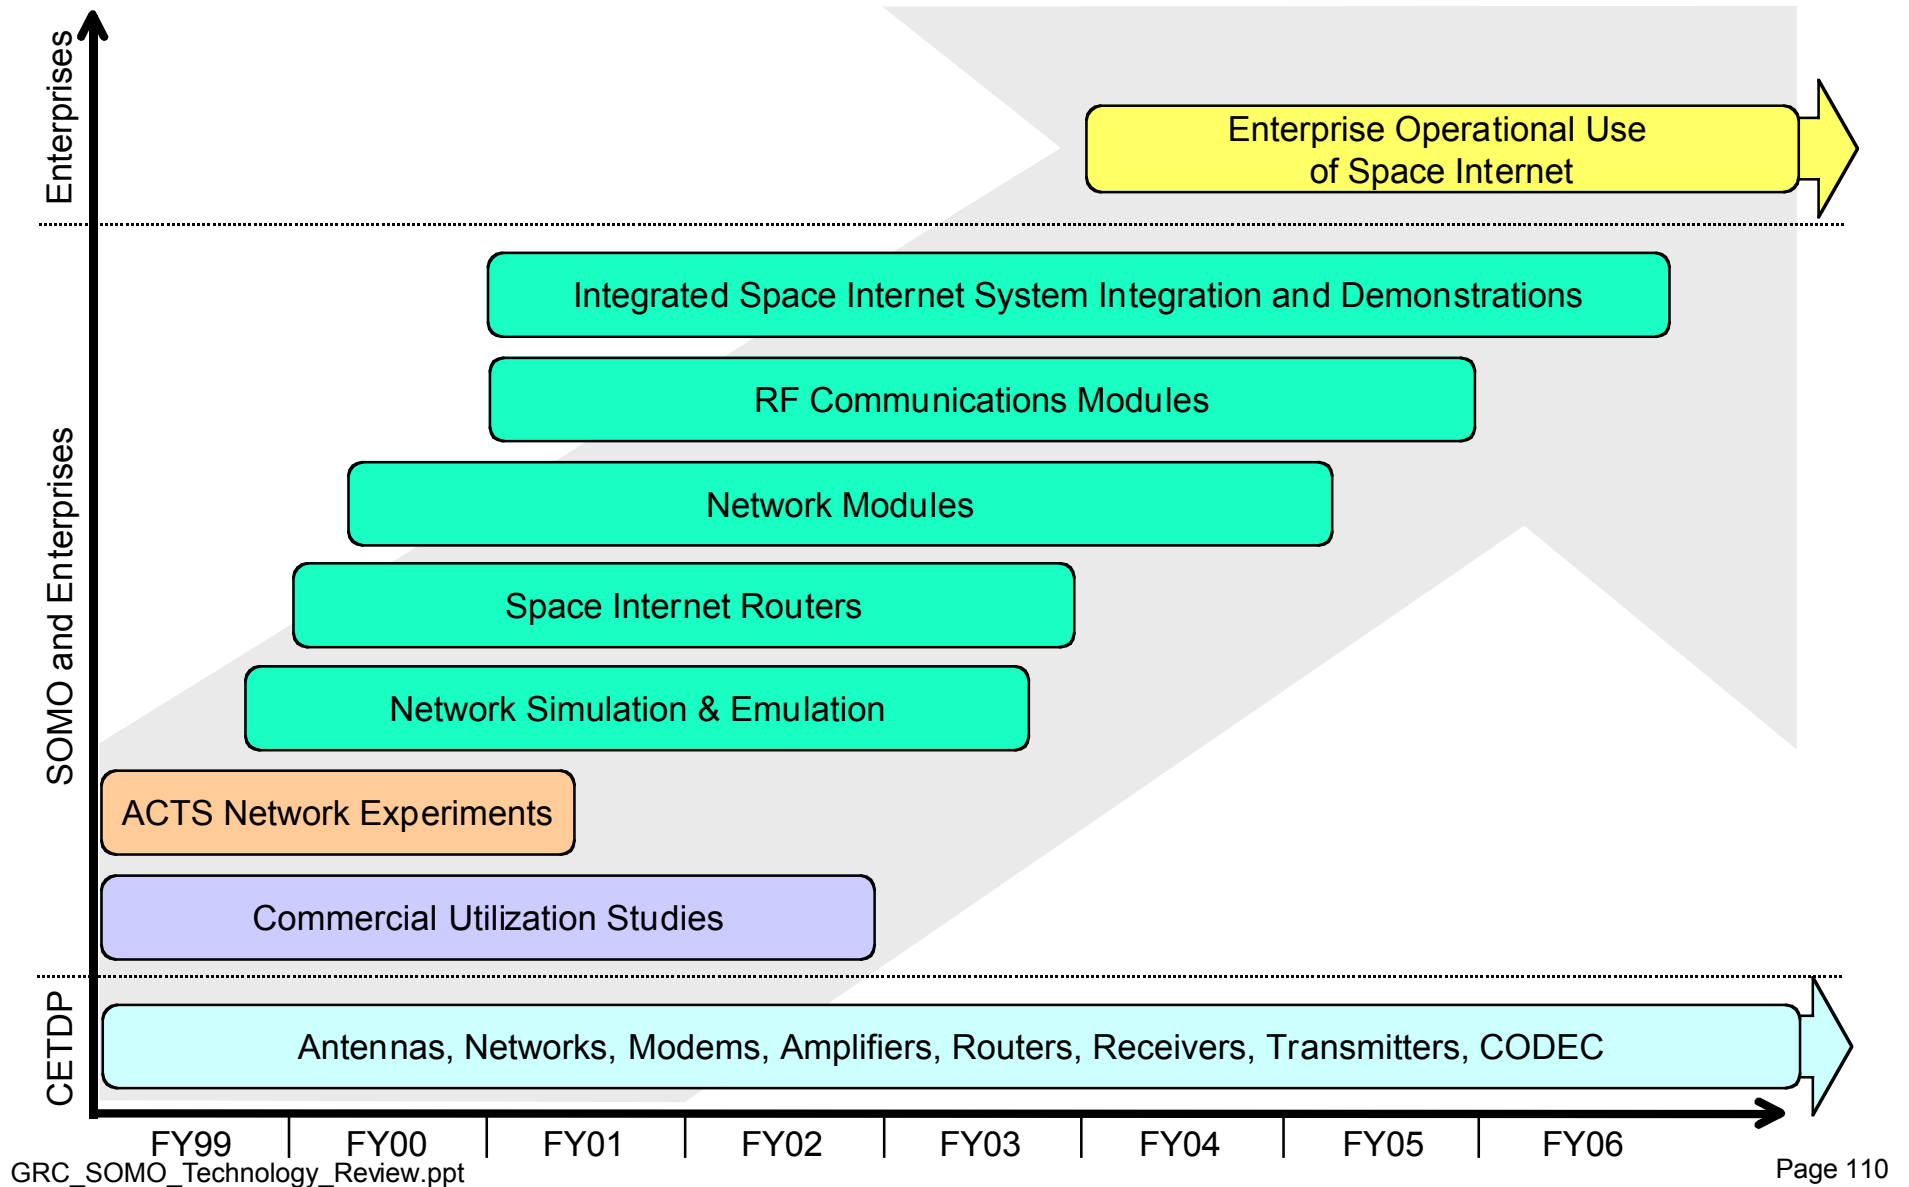 Enterprises
Enterprise Operational Use
of Space Internet
SOMO and Enterprises
Integrated Space Internet System Integration and Demonstrations
RF Communications Modules
Network Modules
Space Internet Routers
Network Simulation & Emulation
ACTS Network Experiments
Commercial Utilization Studies
CETDP
Antennas, Networks, Modems, Amplifiers, Routers, Receivers, Transmitters, CODEC
FY99 FY00 FY01 FY02 FY03 FY04 FY05 FY06
GRC_SOMO_Technology_Review.ppt
Page 110